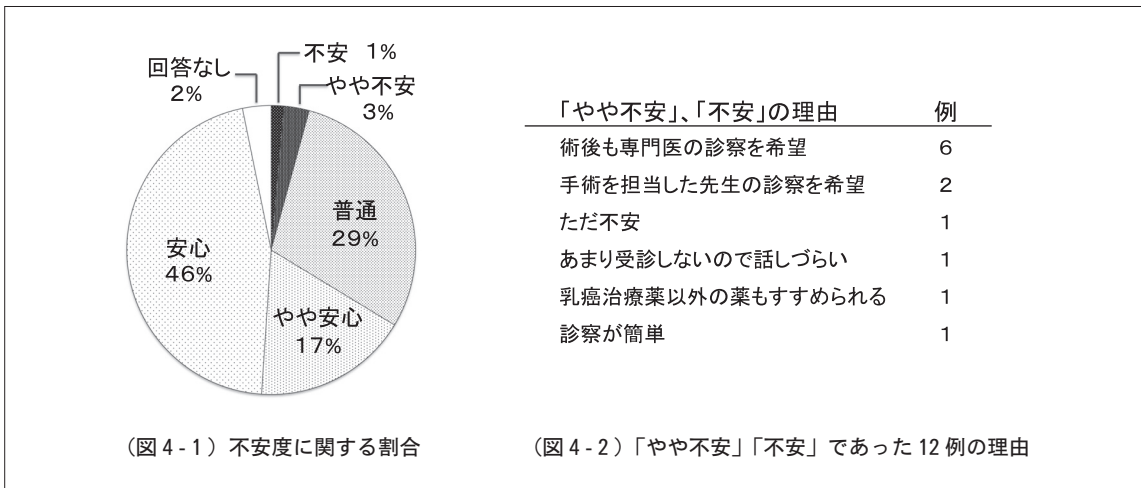 不安 1%
やや不安
3%
回答なし
2%
普通
29%
安心
46%
やや安心
17%
(図4-1)不安度に関する割合
「やや不安」、「不安」の理由 例
術後も専門医の診察を希望 6
手術を担当した先生の診察を希望 2
ただ不安 1
あまり受診しないので話しづらい 1
乳癌治療薬以外の薬もすすめられる 1
診察が簡単 1
(図4-2)「やや不安」「不安」であった12例の理由